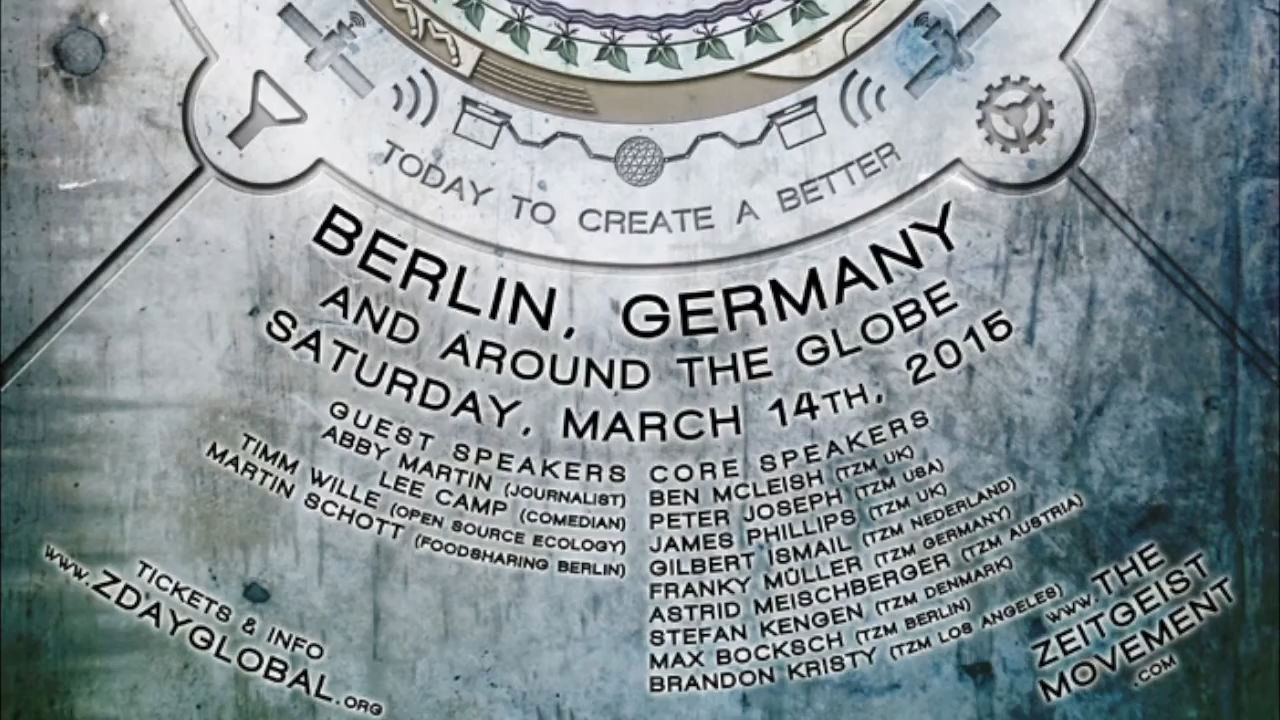 TODAY TO CREATE A BETTER
BERLIN, GERMANY
AND AROUND THE GLOBE
SATURDAY, MARCH 14TH, 2015
GUEST SPEAKERS
ABBY MARTIN (JOURNALIST)
LEE CAMP (COMEDIAN)
TIMM WILLE (OPEN SOURCE ECOLOGY)
MARTIN SCHOTT (FOODSHARING BERLIN)
CORE SPEAKERS
BEN MCLEISH (TZM UK)
PETER JOSEPH (TZM USA)
JAMES PHILLIPS (TZM UK)
GILBERT ISMAIL (TZM NEDERLAND)
FRANKY MÜLLER (TZM GERMANY)
ASTRID MEISCHBERGER (TZM AUSTRIA)
STEFAN KENGEN (TZM DENMARK)
MAX BOCKSCH (TZM BERLIN)
BRANDON KRISTY (TZM LOS ANGELES)
TICKETS & INFO
www.ZDAYGLOBAL.ORG
www.THE
ZEITGEIST
MOVEMENT
.COM